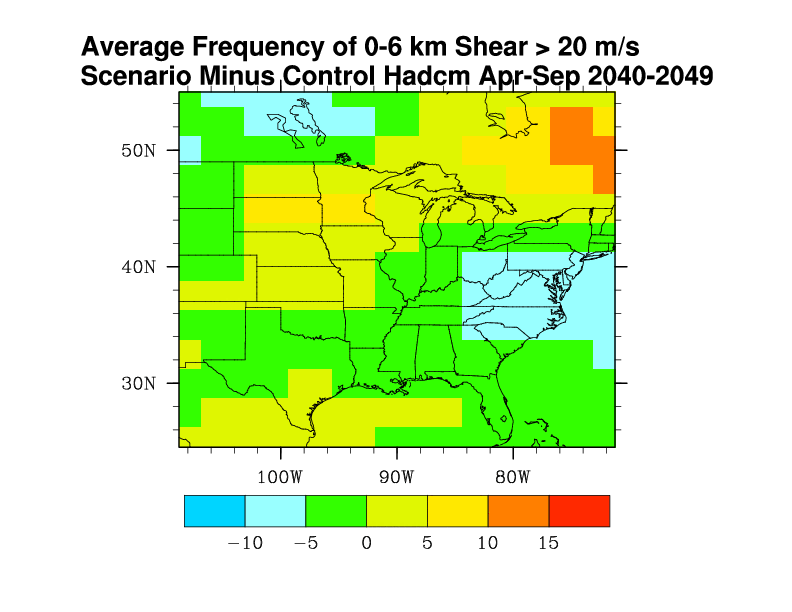 Average Frequency of 0-6 km Shear > 20 m/s
Scenario Minus Control Hadcm Apr-Sep 2040-2049
50N
40N
30N
100W 90W 80W
−10 −5 0 5 10 15